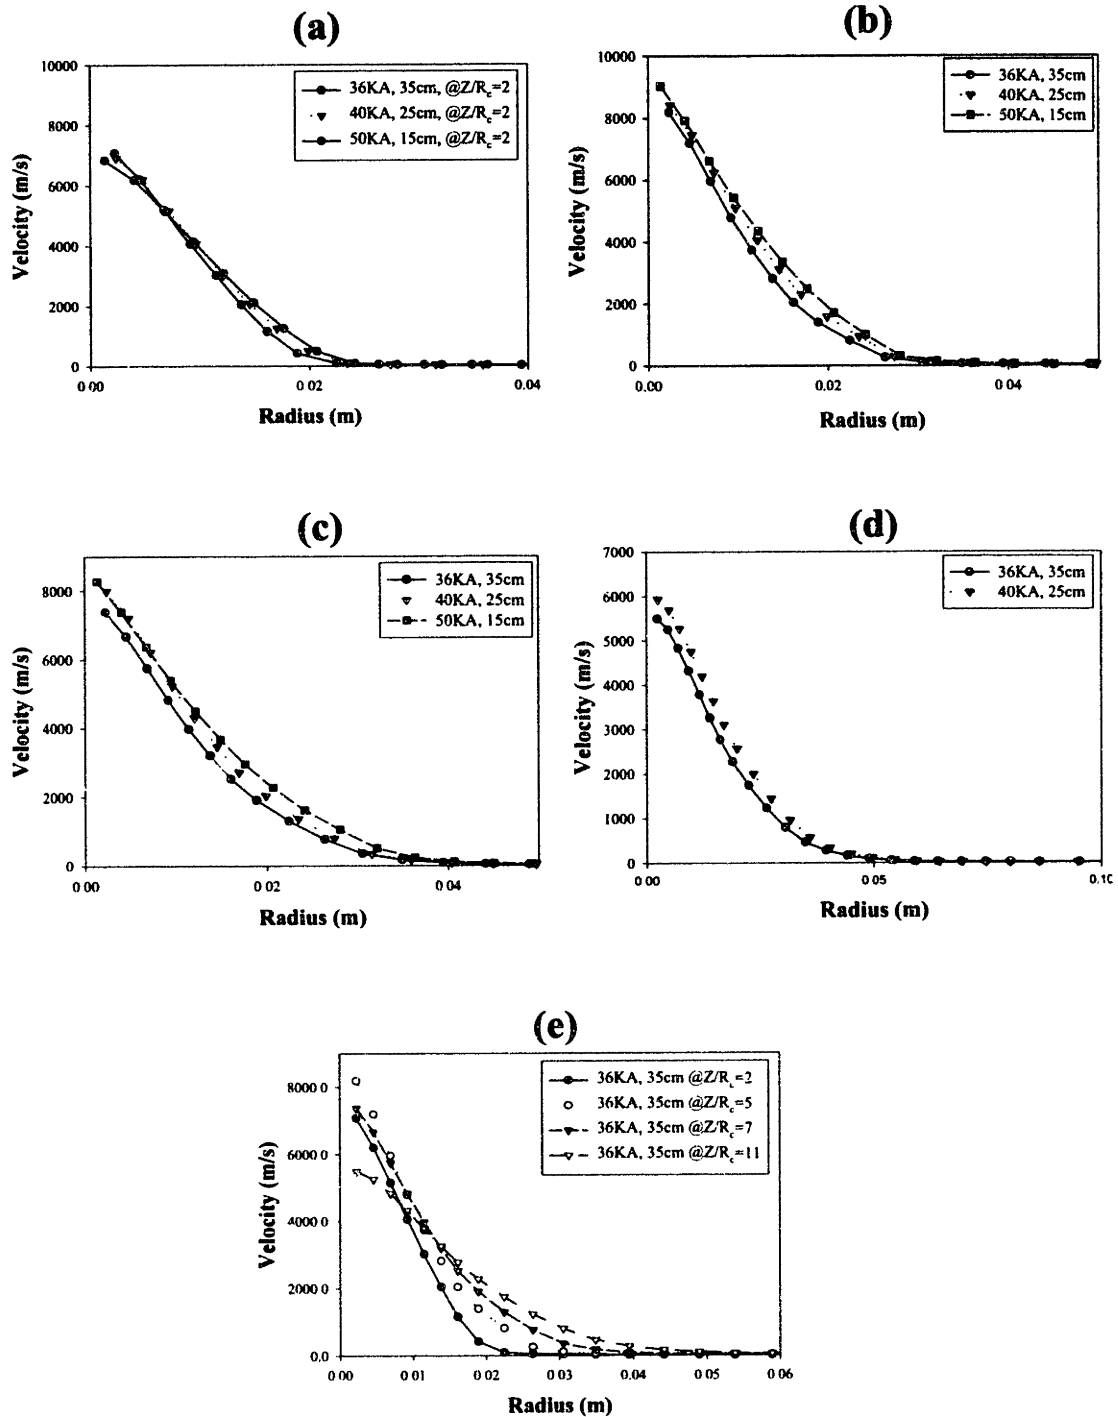 (a)
10000
8000
6000
4000
2000
0
Velocity (m/s)
36KA, 35cm, @Z/Rc=2
40KA, 25cm, @Z/Rc=2
50KA, 15cm, @Z/Rc=2
0 00
0 02
0 04
Radius (m)
(b)
10000
8000
6000
4000
2000
0
Velocity (m/s)
36KA, 35cm
40KA, 25cm
50KA, 15cm
0 00
0 02
0 04
Radius (m)
(c)
8000
6000
4000
2000
0
Velocity (m/s)
36KA, 35cm
40KA, 25cm
50KA, 15cm
0 00
0 02
0 04
Radius (m)
(d)
7000
6000
5000
4000
3000
2000
1000
0
Velocity (m/s)
36KA, 35cm
40KA, 25cm
0 00
0 05
0.10
Radius (m)
(e)
8000 0
6000 0
4000 0
2000 0
0.0
Velocity (m/s)
36KA, 35cm @Z/Rc=2
36KA, 35cm @Z/Rc=5
36KA, 35cm @Z/Rc=7
36KA, 35cm @Z/Rc=11
0.00
0 01
0 02
0 03
0 04
0 05
0 06
Radius (m)